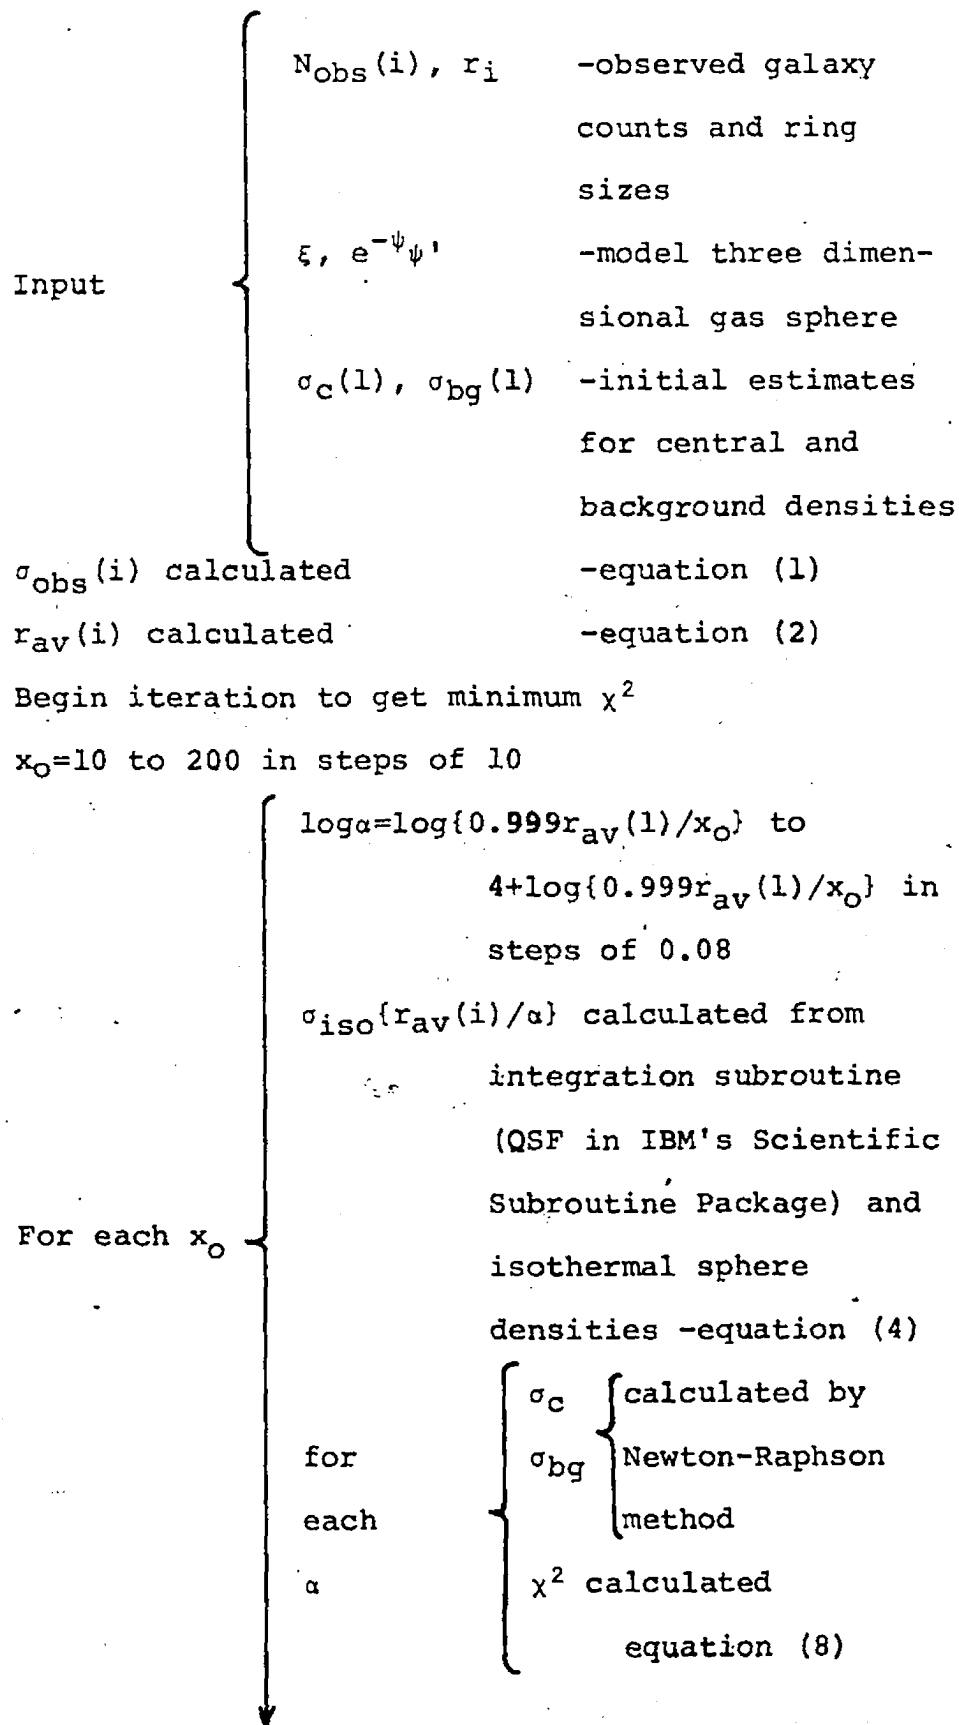 N_obs(i), r_i -observed galaxy
counts and ring
sizes
ξ, e^-ψ ψ' -model three dimen-
Input
sional gas sphere
σ_c(1), σ_bg(1) -initial estimates
for central and
background densities
σ_obs(i) calculated -equation (1)
r_av(i) calculated -equation (2)
Begin iteration to get minimum χ²
x_o=10 to 200 in steps of 10
logα=log{0.999r_av(1)/x_o} to
4+log{0.999r_av(1)/x_o} in
steps of 0.08
σ_iso{r_av(i)/α} calculated from
integration subroutine
(QSF in IBM's Scientific
Subroutine Package) and
For each x_o
isothermal sphere
densities -equation (4)
σ_c calculated by
for σ_bg Newton-Raphson
each method
α χ² calculated
equation (8)